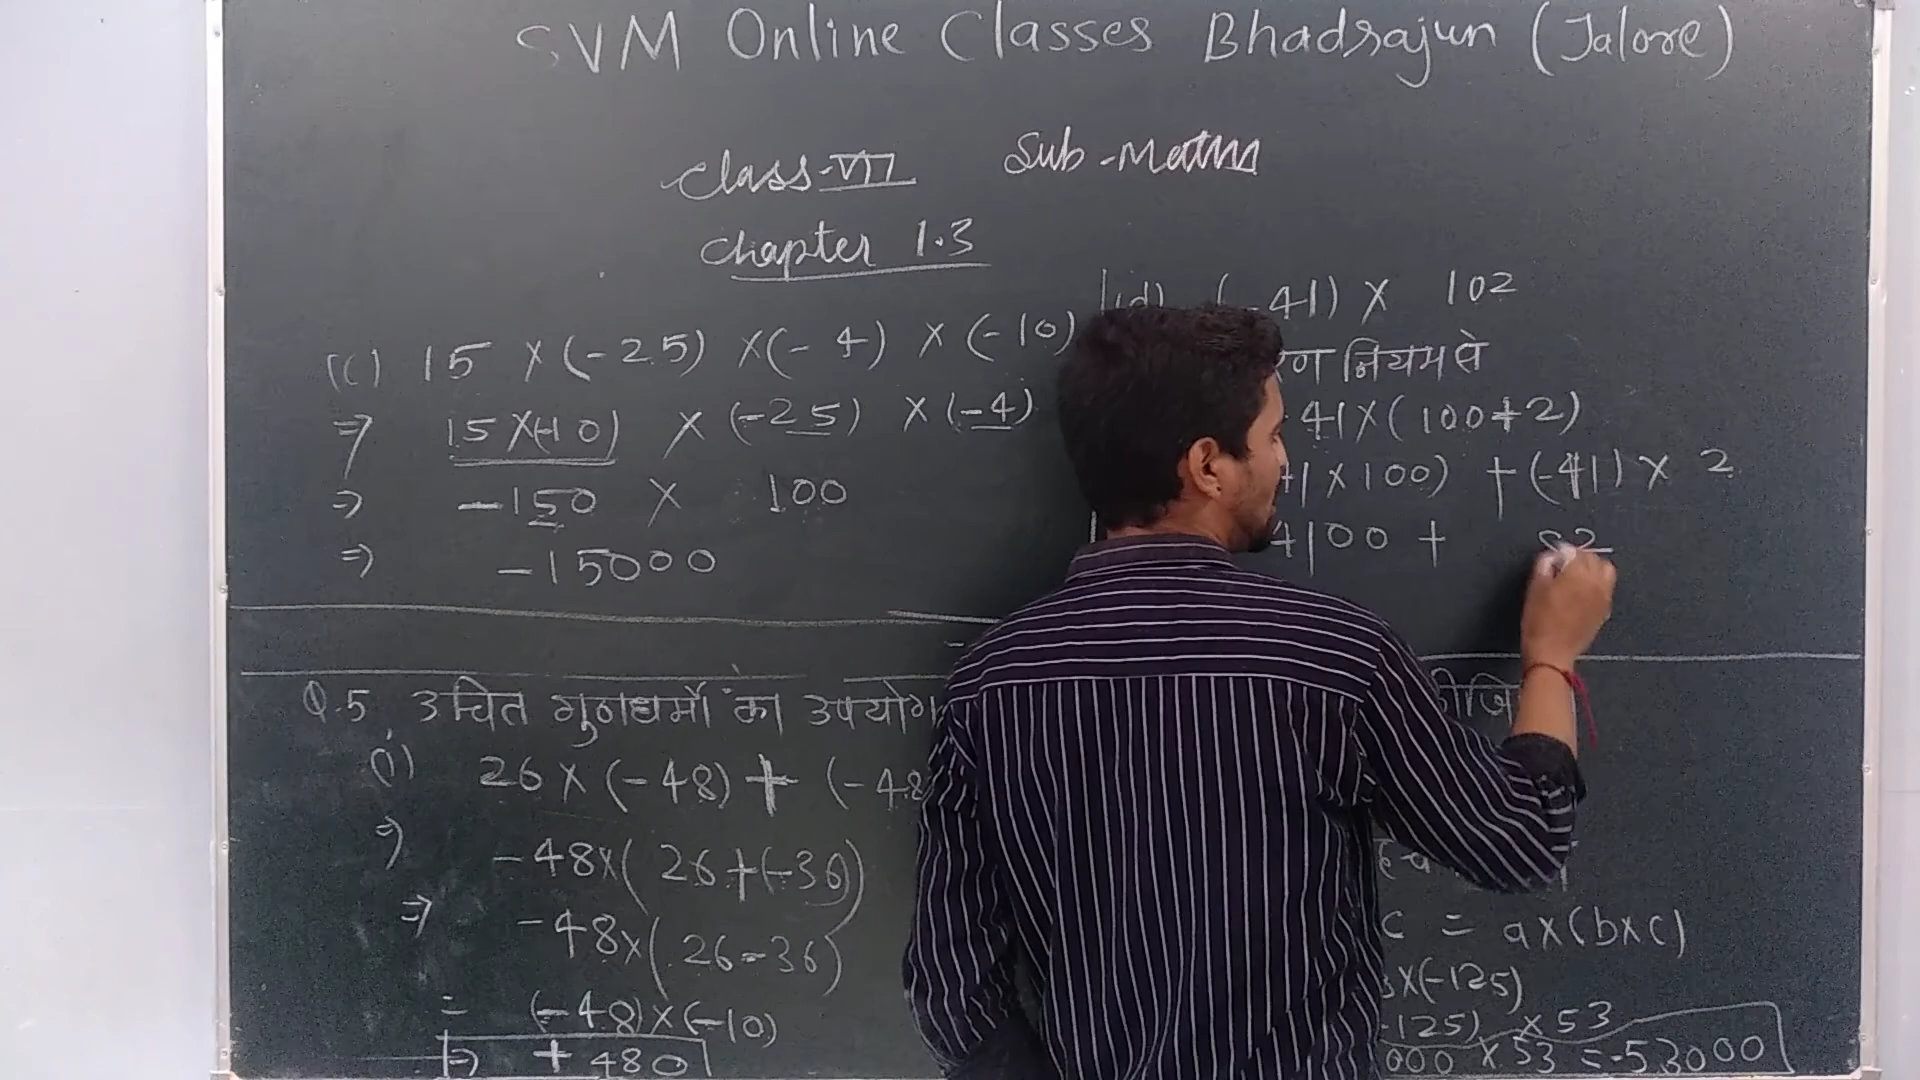 SVM Online Classes Bhadrajun (Jalore)
Class-VII Sub-Maths
Chapter 1.3
(C) 15 × (-25) × (-4) × (-10)
⇒ 15×(-10) × (-25) × (-4)
⇒ -150 × 100
⇒ -15000
(d) (-41) × 102
नियम से
41×(100+2)
1×100) +(-41)× 2
4100 + 82
Q.5 उचित गुणधर्मों का उपयोग
(i) 26×(-48) + (-48
⇒ -48×(26+(-36)
⇒ -48×(26-36)
= (-48)×(-10)
⇒ +480
c = a×(b×c)
×(-125)
125) ×53
000 ×53 =-53000